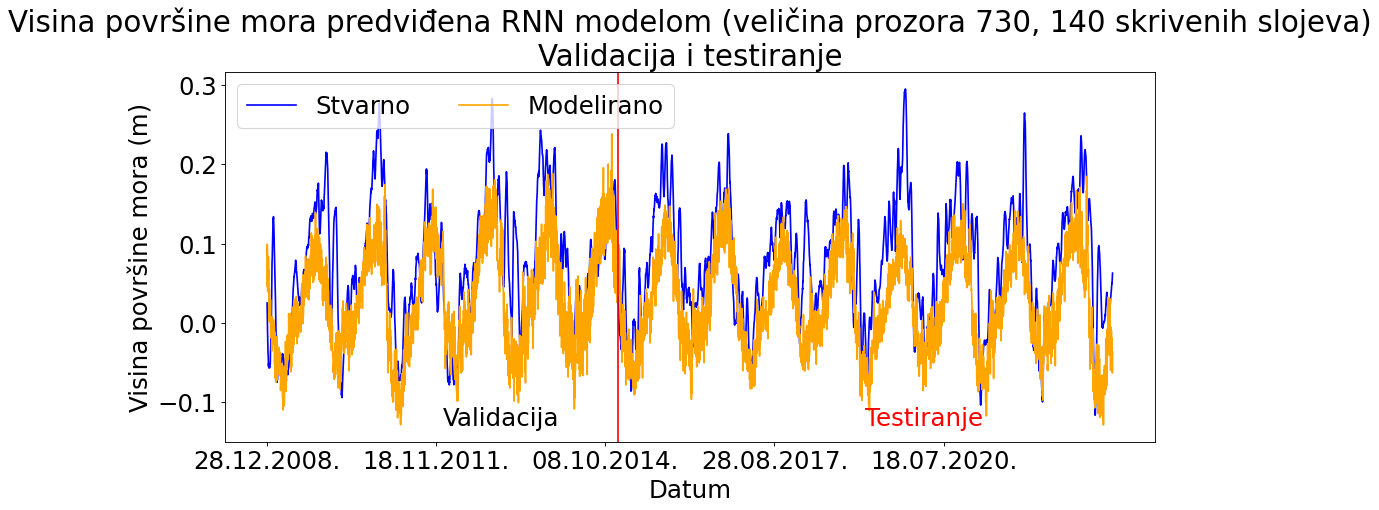 Visina površine mora predviđena RNN modelom (veličina prozora 730, 140 skrivenih slojeva)
Validacija i testiranje
Stvarno Modelirano
Visina površine mora (m)
0.3
0.2
0.1
0.0
−0.1
Validacija Testiranje
28.12.2008. 18.11.2011. 08.10.2014. 28.08.2017. 18.07.2020.
Datum